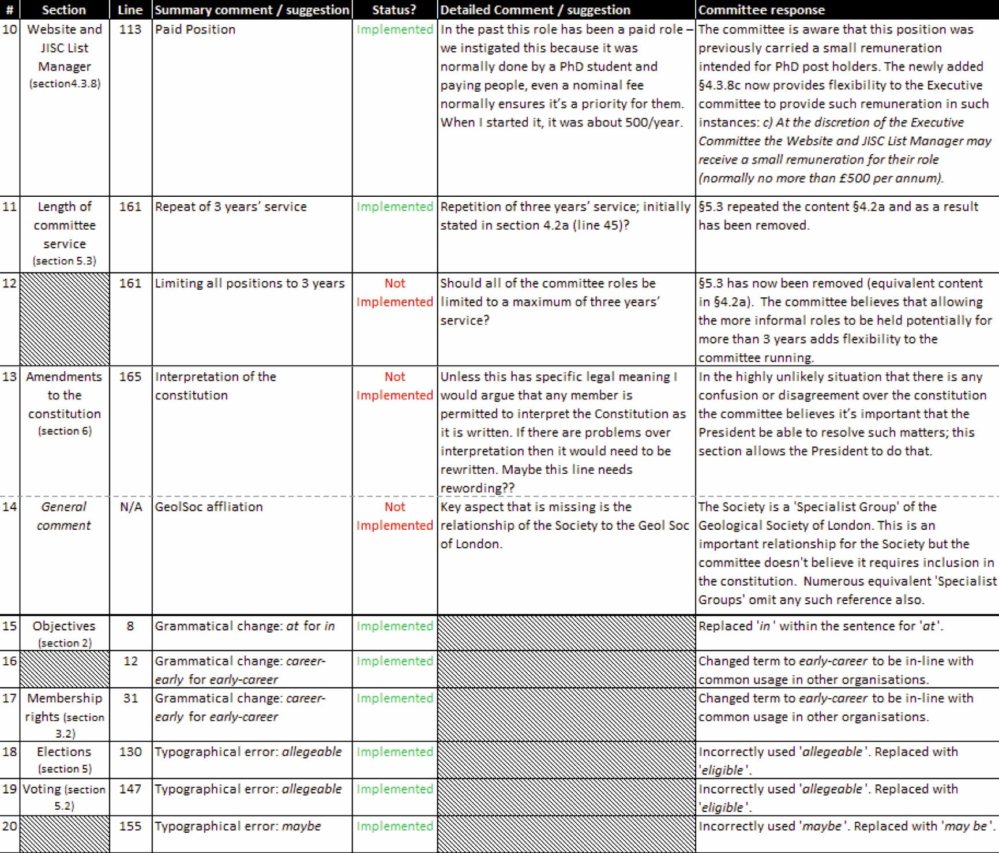 # Section Line Summary comment / suggestion Status? Detailed Comment / suggestion Committee response
10 Website and JISC List Manager (section4.3.8)
113
Paid Position
Implemented
In the past this role has been a paid role –
we instigated this because it was
normally done by a PhD student and
paying people, even a nominal fee
normally ensures it's a priority for them.
When I started it, it was about 500/year.
The committee is aware that this position was
previously carried a small remuneration
intended for PhD post holders. The newly added
§4.3.8c now provides flexibility to the Executive
committee to provide such remuneration in such
instances: c) At the discretion of the Executive
Committee the Website and JISC List Manager may
receive a small remuneration for their role
(normally no more than £500 per annum).
11 Length of
committee
service
(section 5.3)
161
Repeat of 3 years' service
Implemented
Repetition of three years' service; initially
stated in section 4.2a (line 45)?
§5.3 repeated the content §4.2a and as a result
has been removed.
12
161
Limiting all positions to 3 years
Not
Implemented
Should all of the committee roles be
limited to a maximum of three years'
service?
§5.3 has now been removed (equivalent content
in §4.2a).  The committee believes that allowing
the more informal roles to be held potentially for
more than 3 years adds flexibility to the
committee running.
13 Amendments
to the
constitution
(section 6)
165
Interpretation of the
constitution
Not
Implemented
Unless this has specific legal meaning I
would argue that any member is
permitted to interpret the Constitution as
it is written. If there are problems over
interpretation then it would need to be
rewritten. Maybe this line needs
rewording??
In the highly unlikely situation that there is any
confusion or disagreement over the constitution
the committee believes it's important that the
President be able to resolve such matters; this
section allows the President to do that.
14 General
comment
N/A
GeolSoc affliation
Not
Implemented
Key aspect that is missing is the
relationship of the Society to the Geol Soc
of London.
The Society is a 'Specialist Group' of the
Geological Society of London. This is an
important relationship for the Society but the
committee doesn't believe it requires inclusion in
the constitution.  Numerous equivalent 'Specialist
Groups' omit any such reference also.
15 Objectives
(section 2)
8
Grammatical change: at for in
Implemented
Replaced 'in' within the sentence for 'at'.
16
12
Grammatical change: career-
early for early-career
Implemented
Changed term to early-career to be in-line with
common usage in other organisations.
17 Membership
rights (section
3.2)
31
Grammatical change: career-
early for early-career
Implemented
Changed term to early-career to be in-line with
common usage in other organisations.
18 Elections
(section 5)
130
Typographical error: allegeable
Implemented
Incorrectly used 'allegeable'. Replaced with
'eligible'.
19 Voting (section
5.2)
147
Typographical error: allegeable
Implemented
Incorrectly used 'allegeable'. Replaced with
'eligible'.
20
155
Typographical error: maybe
Implemented
Incorrectly used 'maybe'. Replaced with 'may be'.